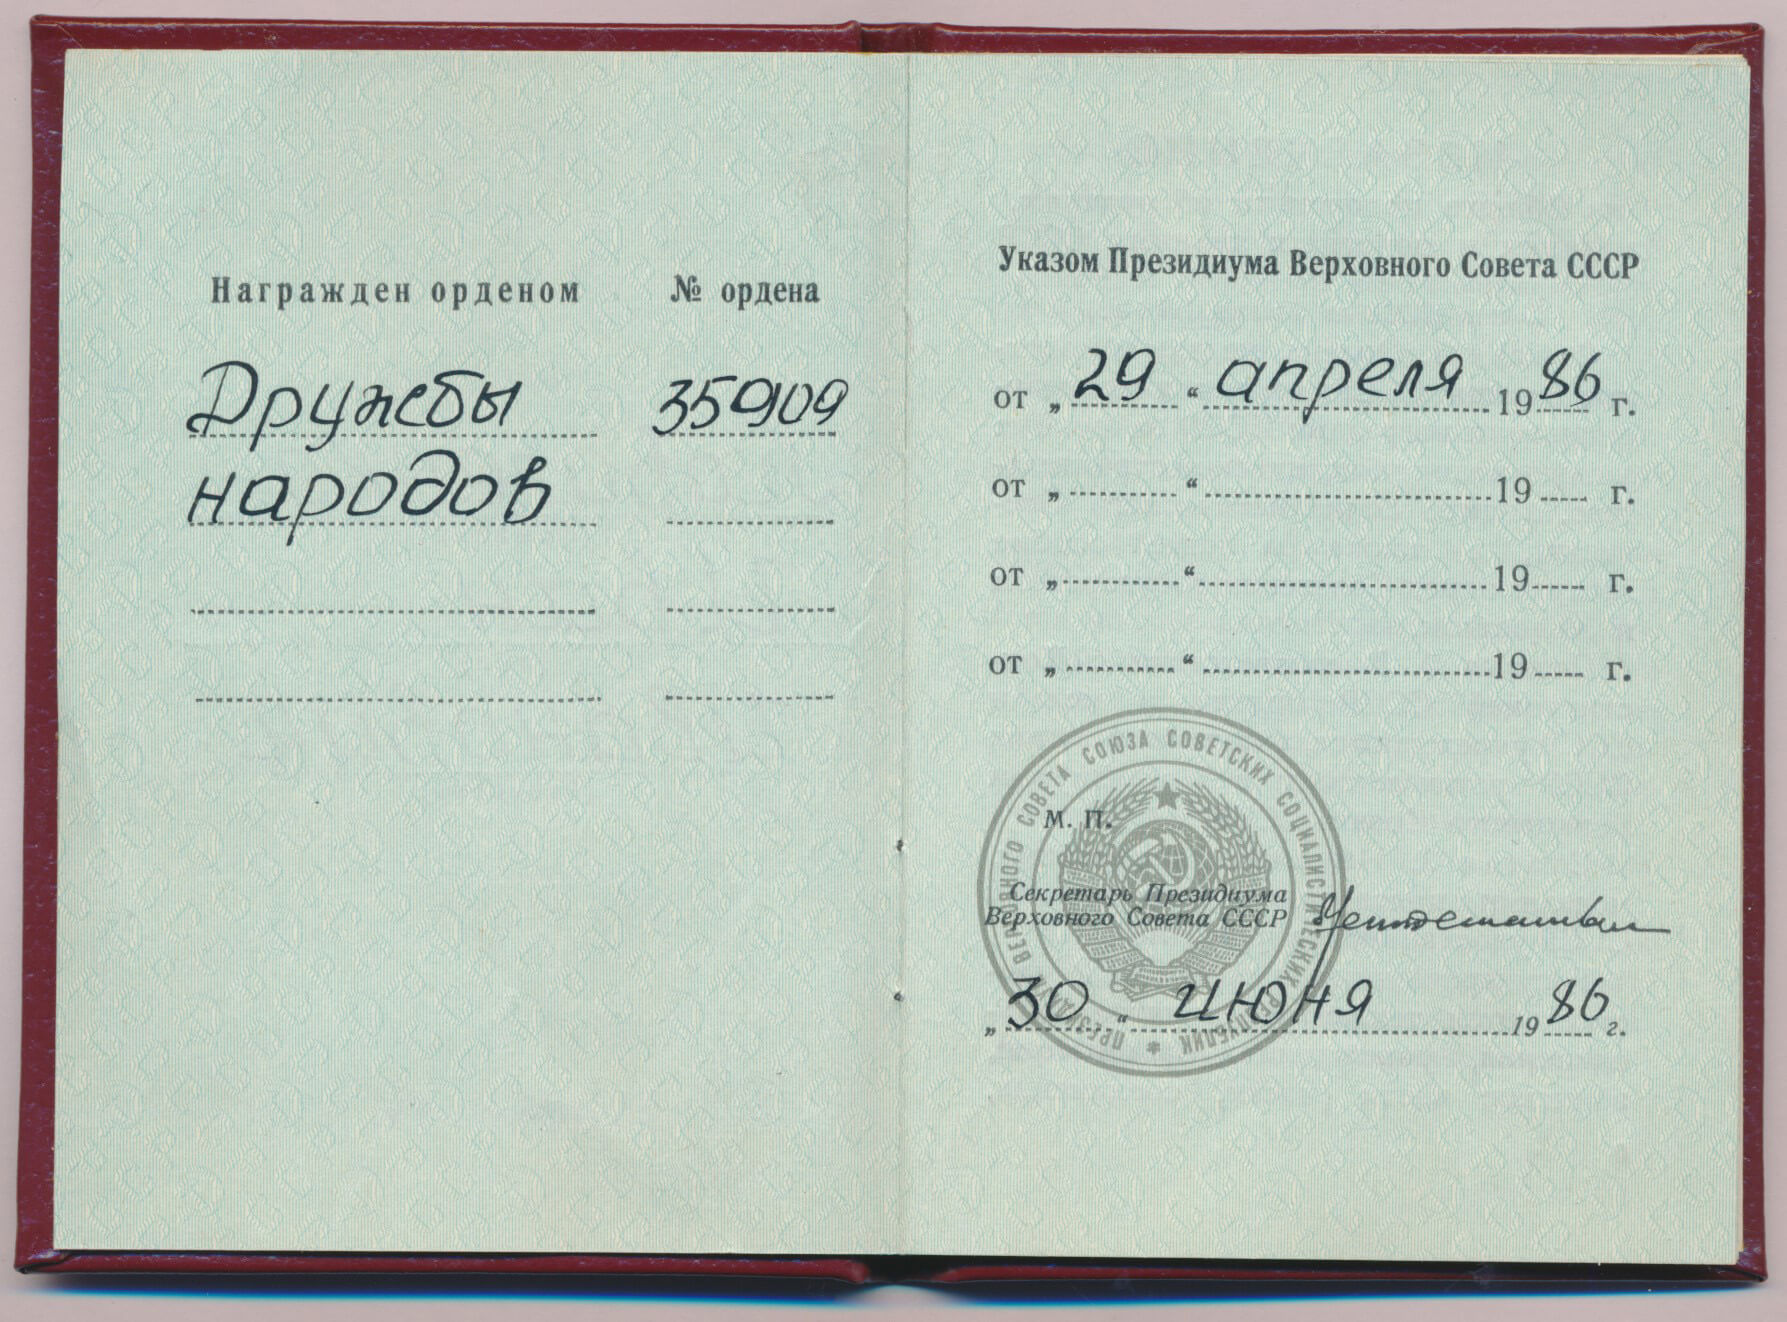 Награжден орденом № ордена
Дружбы 35909
народов
Указом Президиума Верховного Совета СССР
от „29“ апреля 1986 г.
от „ “ 19 г.
от „ “ 19 г.
от „ “ 19 г.
ПРЕЗИДИУМ ВЕРХОВНОГО СОВЕТА СОЮЗА СОВЕТСКИХ СОЦИАЛИСТИЧЕСКИХ РЕСПУБЛИК *
М. П.
Секретарь Президиума
Верховного Совета СССР
„30“ июня 1986 г.